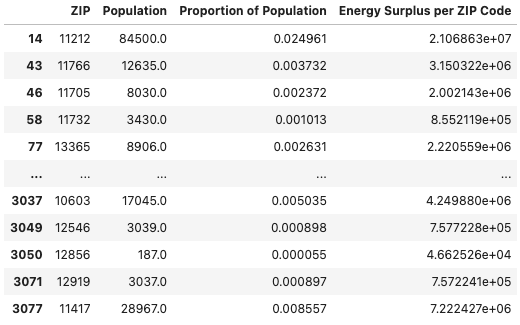 ZIP Population Proportion of Population Energy Surplus per ZIP Code
14 11212 84500.0 0.024961 2.106863e+07
43 11766 12635.0 0.003732 3.150322e+06
46 11705 8030.0 0.002372 2.002143e+06
58 11732 3430.0 0.001013 8.552119e+05
77 13365 8906.0 0.002631 2.220559e+06
... ... ... ... ...
3037 10603 17045.0 0.005035 4.249880e+06
3049 12546 3039.0 0.000898 7.577228e+05
3050 12856 187.0 0.000055 4.662526e+04
3071 12919 3037.0 0.000897 7.572241e+05
3077 11417 28967.0 0.008557 7.222427e+06